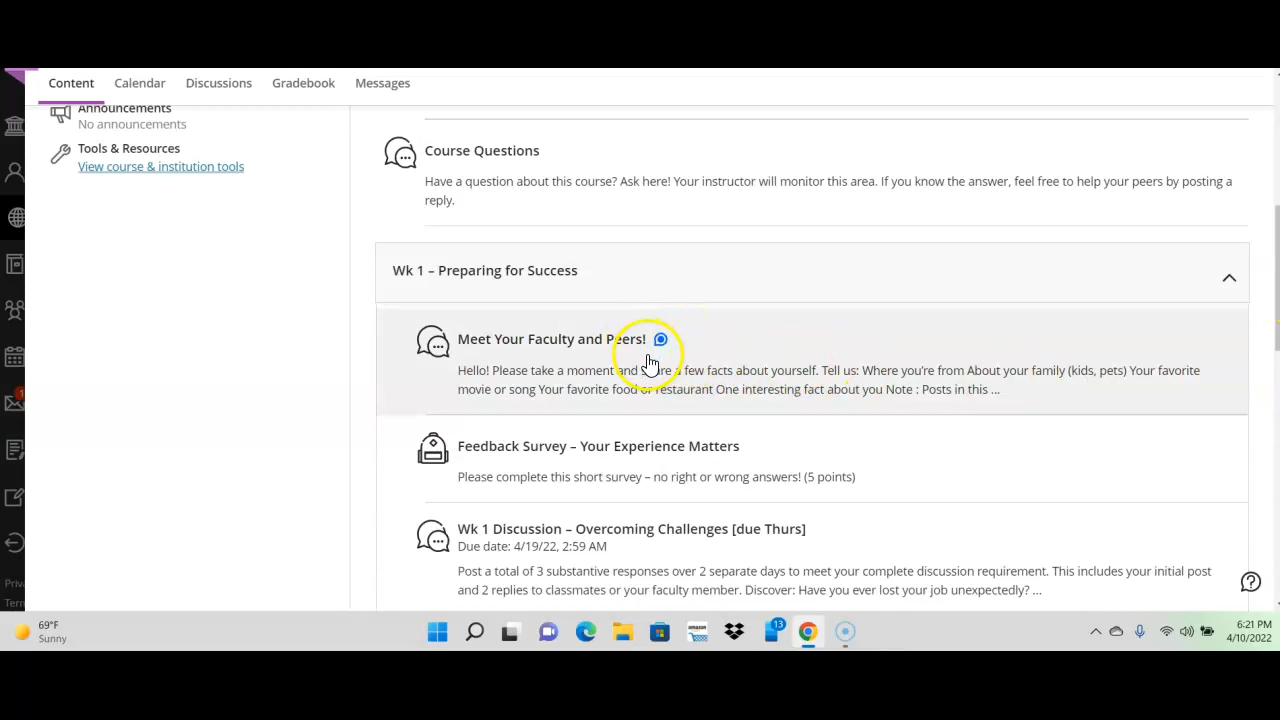 Content Calendar Discussions Gradebook Messages
Announcements
No announcements
Tools & Resources
View course & institution tools
Course Questions
Have a question about this course? Ask here! Your instructor will monitor this area. If you know the answer, feel free to help your peers by posting a
reply.
Wk 1 – Preparing for Success
Meet Your Faculty and Peers!
Hello! Please take a moment and share a few facts about yourself. Tell us: Where you're from About your family (kids, pets) Your favorite
movie or song Your favorite food or restaurant One interesting fact about you Note : Posts in this ...
Feedback Survey – Your Experience Matters
Please complete this short survey – no right or wrong answers! (5 points)
Wk 1 Discussion – Overcoming Challenges [due Thurs]
Due date: 4/19/22, 2:59 AM
Post a total of 3 substantive responses over 2 separate days to meet your complete discussion requirement. This includes your initial post
and 2 replies to classmates or your faculty member. Discover: Have you ever lost your job unexpectedly? ...
1
Priva
Term
69°F
Sunny
amazon
13
6:21 PM
4/10/2022